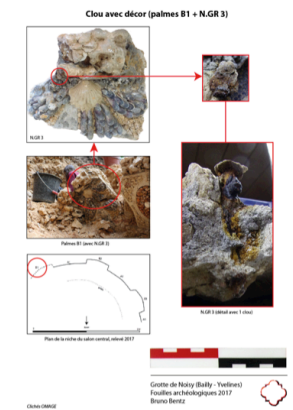 Clou avec décor (palmes B1 + N.GR 3)
N.GR 3
Palmes B1 (avec N.GR 3)
N.GR 3 (détail avec 1 clou)
Plan de la niche du salon central, relevé 2017
Grotte de Noisy (Bailly - Yvelines)
Fouilles archéologiques 2017
Bruno Bentz
Clichés OMAGE